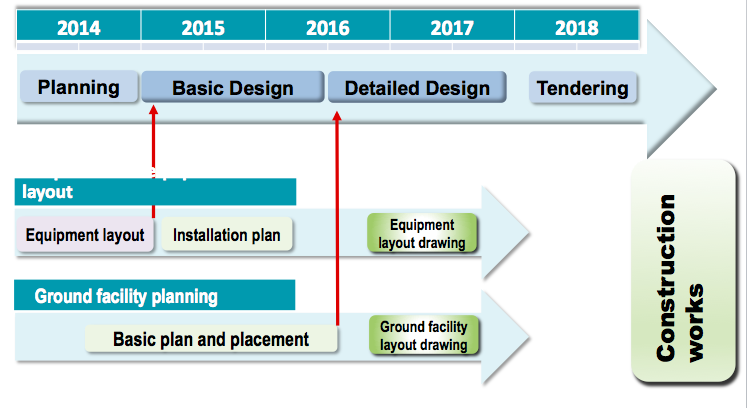 2014 2015 2016 2017 2018
Planning Basic Design Detailed Design Tendering
layout
Equipment layout Installation plan
Equipment
layout drawing
Ground facility planning
Basic plan and placement
Ground facility
layout drawing
Construction
works